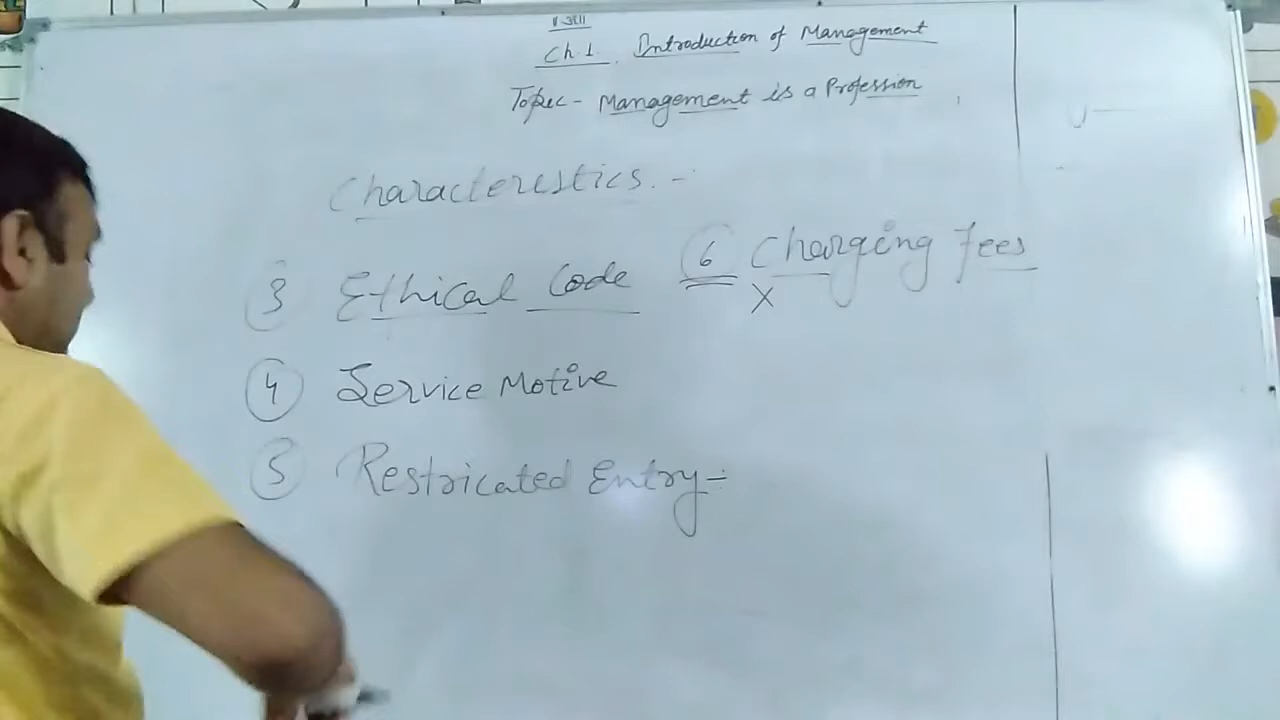 Ch.1. Introduction of Management
Topic - Management is a Profession
Characterestics. -
3 Ethical Code
6 Charging Fees
X
4 Service Motive
5 Restricated Entry-